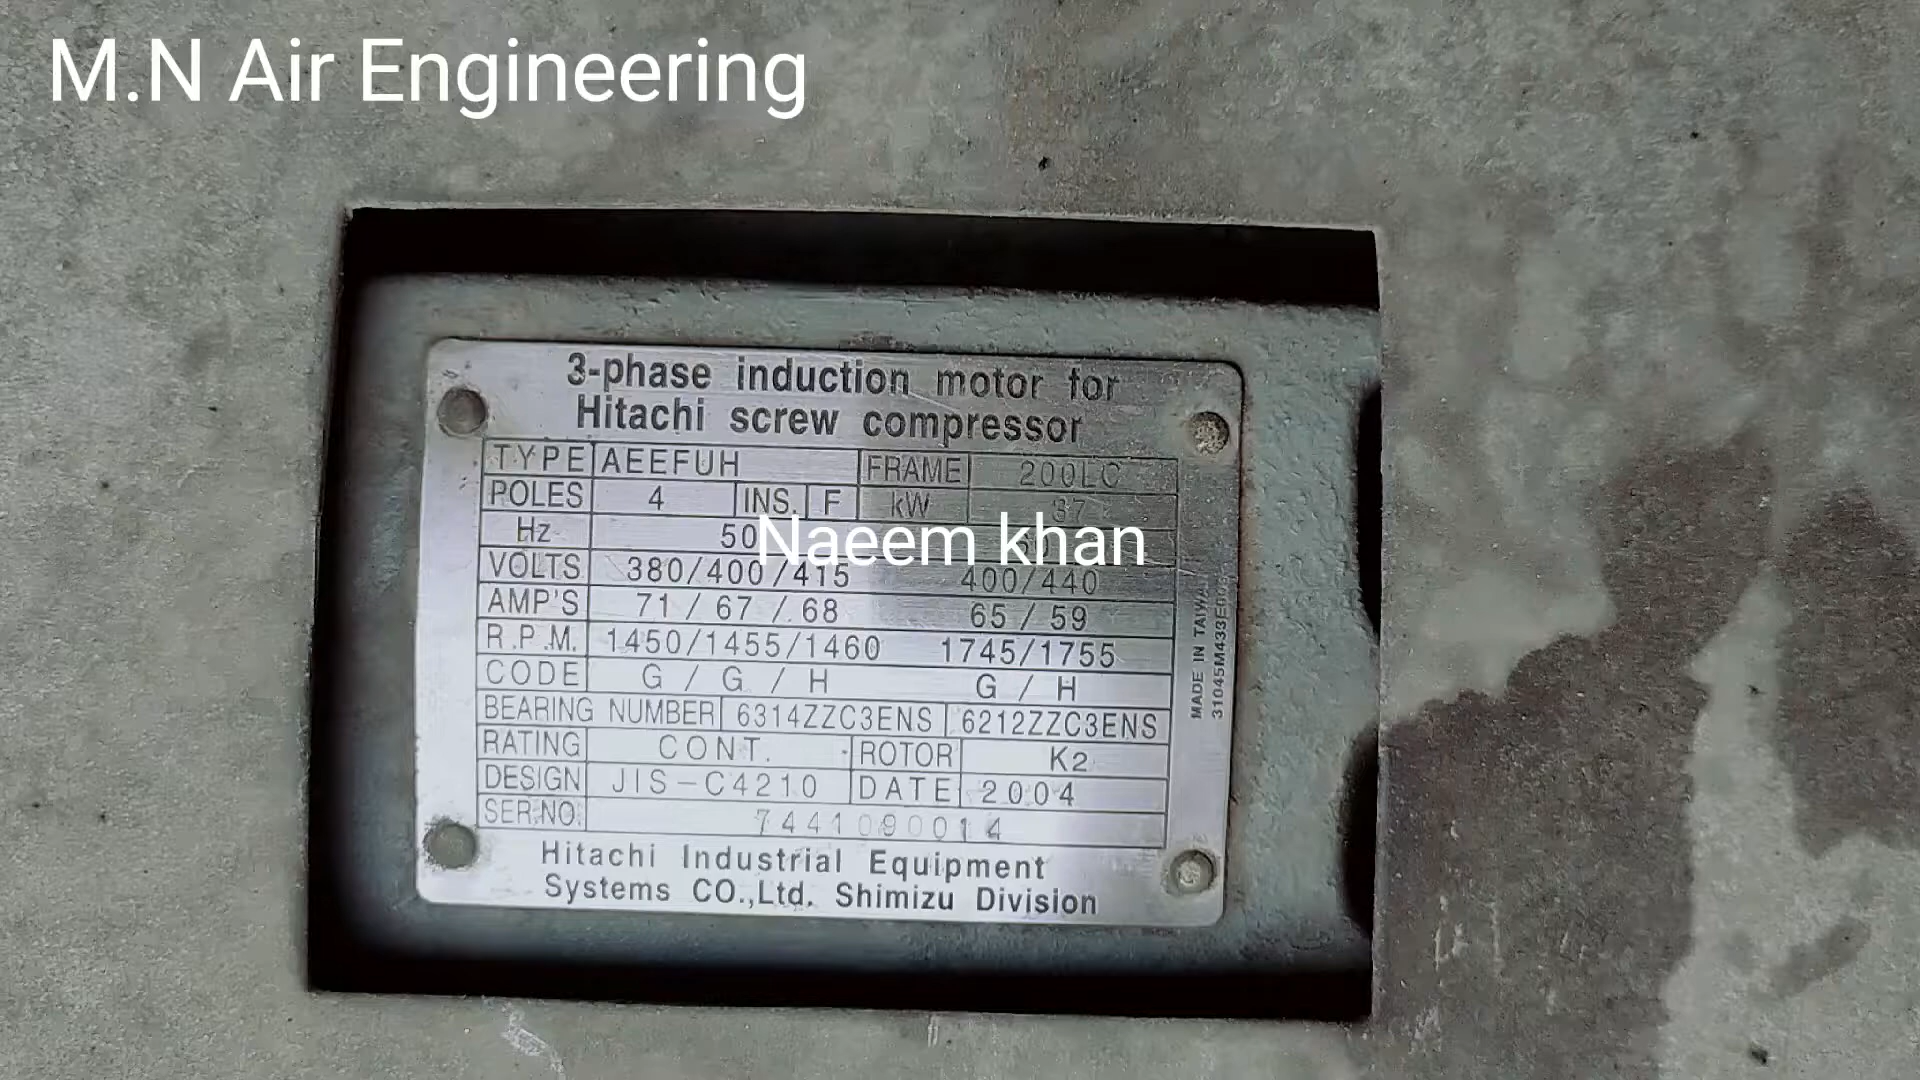 M.N Air Engineering
3-phase induction motor for
Hitachi screw compressor
TYPE AEEFUH FRAME 200LC
POLES 4 INS. F kW 37
Hz 50
Naeem khan
VOLTS 380/400/415 400/440
AMP'S 71 / 67 / 68 65 / 59
R.P.M. 1450/1455/1460 1745/1755
CODE G / G / H G / H
BEARING NUMBER 6314ZZC3ENS 6212ZZC3ENS
RATING CONT. ROTOR K2
DESIGN JIS-C4210 DATE 2004
SER.NO. 7441090014
Hitachi Industrial Equipment
Systems CO.,Ltd. Shimizu Division
MADE IN